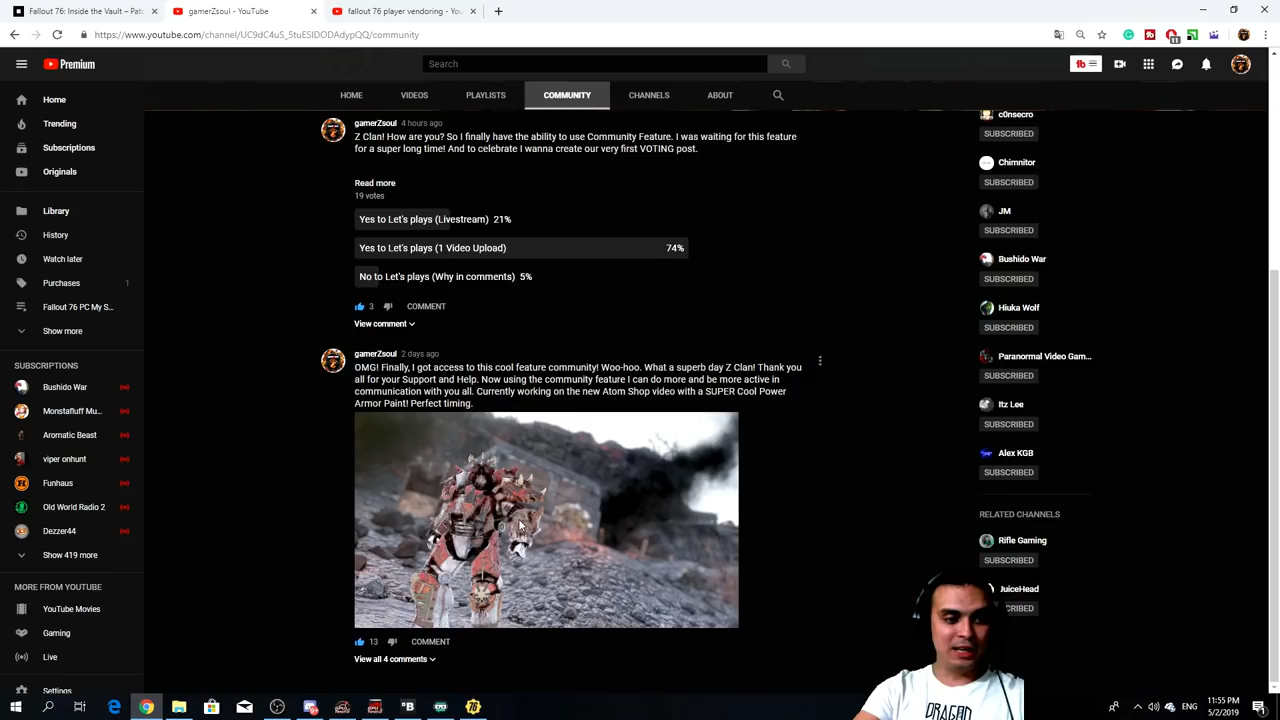 Fallout 76: Inside the Vault – Pat
gamerZsoul - YouTube
fallout 76 player vendoring - You
https://www.youtube.com/channel/UC9dC4uS_5tuESIDODAdypQQ/community
11
Premium
Search
tb
HOME
VIDEOS
PLAYLISTS
COMMUNITY
CHANNELS
ABOUT
Home
Trending
Subscriptions
Originals
Library
History
Watch later
Purchases 1
Fallout 76 PC My S...
Show more
SUBSCRIPTIONS
Bushido War
Monstafluff Mu...
Aromatic Beast
viper onhunt
Funhaus
Old World Radio 2
Dezzer44
Show 419 more
MORE FROM YOUTUBE
YouTube Movies
Gaming
Live
Settings
gamerZsoul 4 hours ago
Z Clan! How are you? So I finally have the ability to use Community Feature. I was waiting for this feature
for a super long time! And to celebrate I wanna create our very first VOTING post.
Read more
19 votes
Yes to Let's plays (Livestream) 21%
Yes to Let's plays (1 Video Upload) 74%
No to Let's plays (Why in comments) 5%
3 COMMENT
View comment
gamerZsoul 2 days ago
OMG! Finally, I got access to this cool feature community! Woo-hoo. What a superb day Z Clan! Thank you
all for your Support and Help. Now using the community feature I can do more and be more active in
communication with you all. Currently working on the new Atom Shop video with a SUPER Cool Power
Armor Paint! Perfect timing.
13 COMMENT
View all 4 comments
c0nsecro
SUBSCRIBED
Chimnitor
SUBSCRIBED
JM
SUBSCRIBED
Bushido War
SUBSCRIBED
Hiuka Wolf
SUBSCRIBED
Paranormal Video Gam...
SUBSCRIBED
Itz Lee
SUBSCRIBED
Alex KGB
SUBSCRIBED
RELATED CHANNELS
Rifle Gaming
SUBSCRIBED
JuiceHead
CRIBED
DRAGON
ENG
11:55 PM
5/2/2019